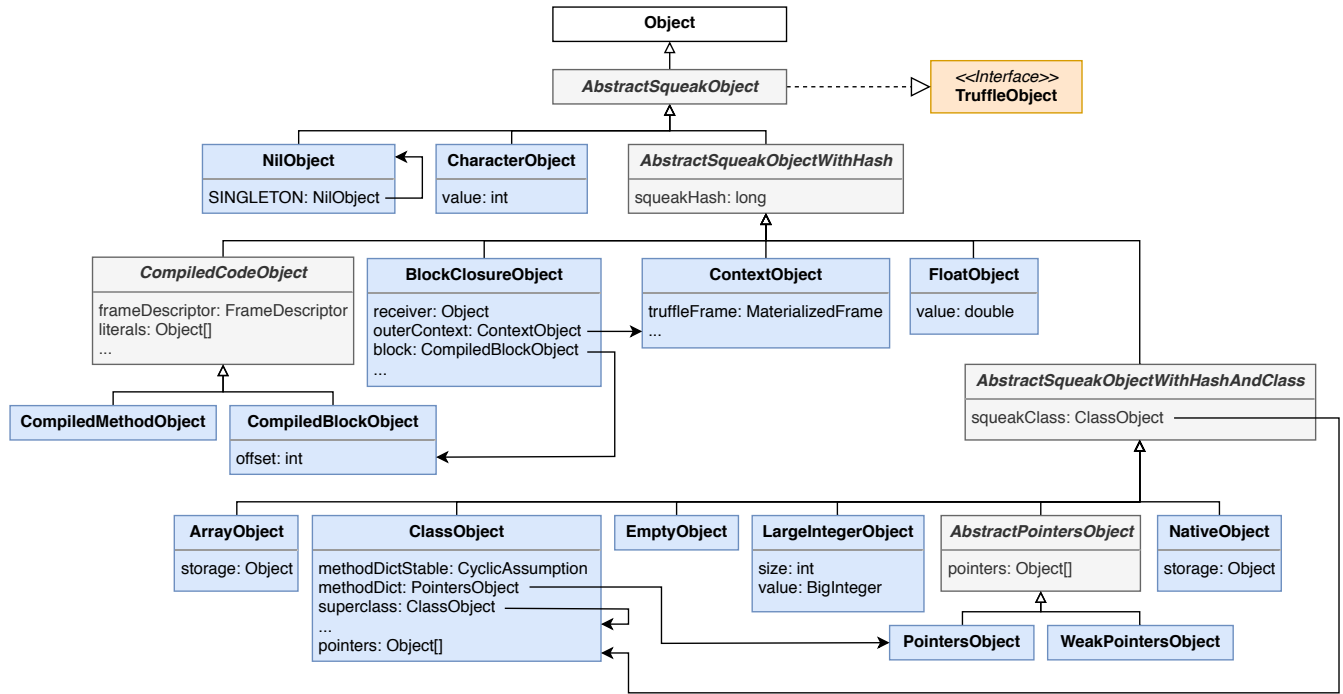 Object
AbstractSqueakObject
<<Interface>>
TruffleObject
NilObject
SINGLETON: NilObject
CharacterObject
value: int
AbstractSqueakObjectWithHash
squeakHash: long
CompiledCodeObject
frameDescriptor: FrameDescriptor
literals: Object[]
...
BlockClosureObject
receiver: Object
outerContext: ContextObject
block: CompiledBlockObject
...
ContextObject
truffleFrame: MaterializedFrame
...
FloatObject
value: double
AbstractSqueakObjectWithHashAndClass
squeakClass: ClassObject
CompiledMethodObject
CompiledBlockObject
offset: int
ArrayObject
storage: Object
ClassObject
methodDictStable: CyclicAssumption
methodDict: PointersObject
superclass: ClassObject
...
pointers: Object[]
EmptyObject
LargeIntegerObject
size: int
value: BigInteger
AbstractPointersObject
pointers: Object[]
NativeObject
storage: Object
PointersObject
WeakPointersObject